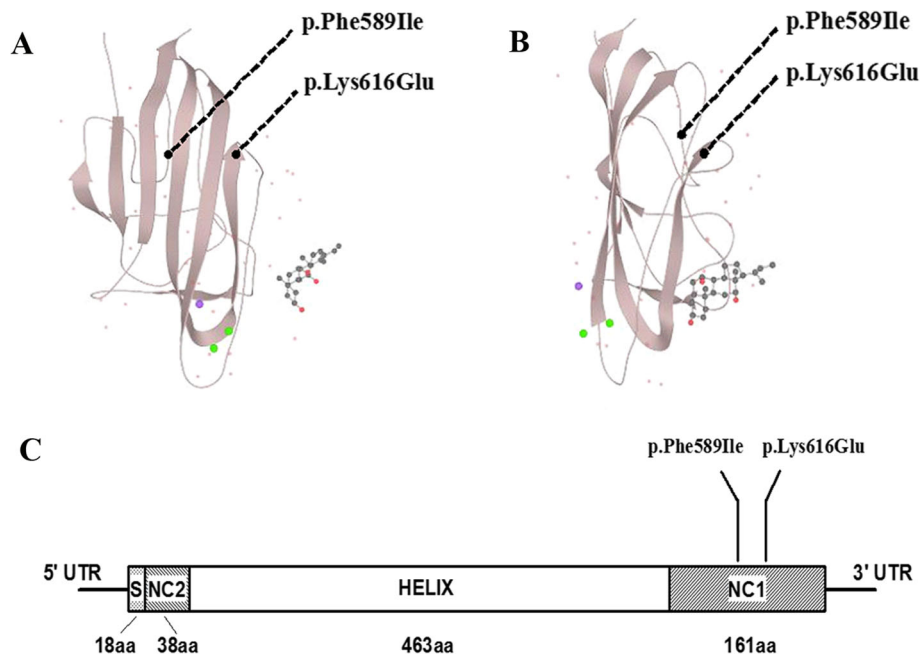 A
p.Phe589Ile
p.Lys616Glu
B
p.Phe589Ile
p.Lys616Glu
C
p.Phe589Ile p.Lys616Glu
5' UTR S NC2 HELIX NC1 3' UTR
18aa 38aa 463aa 161aa